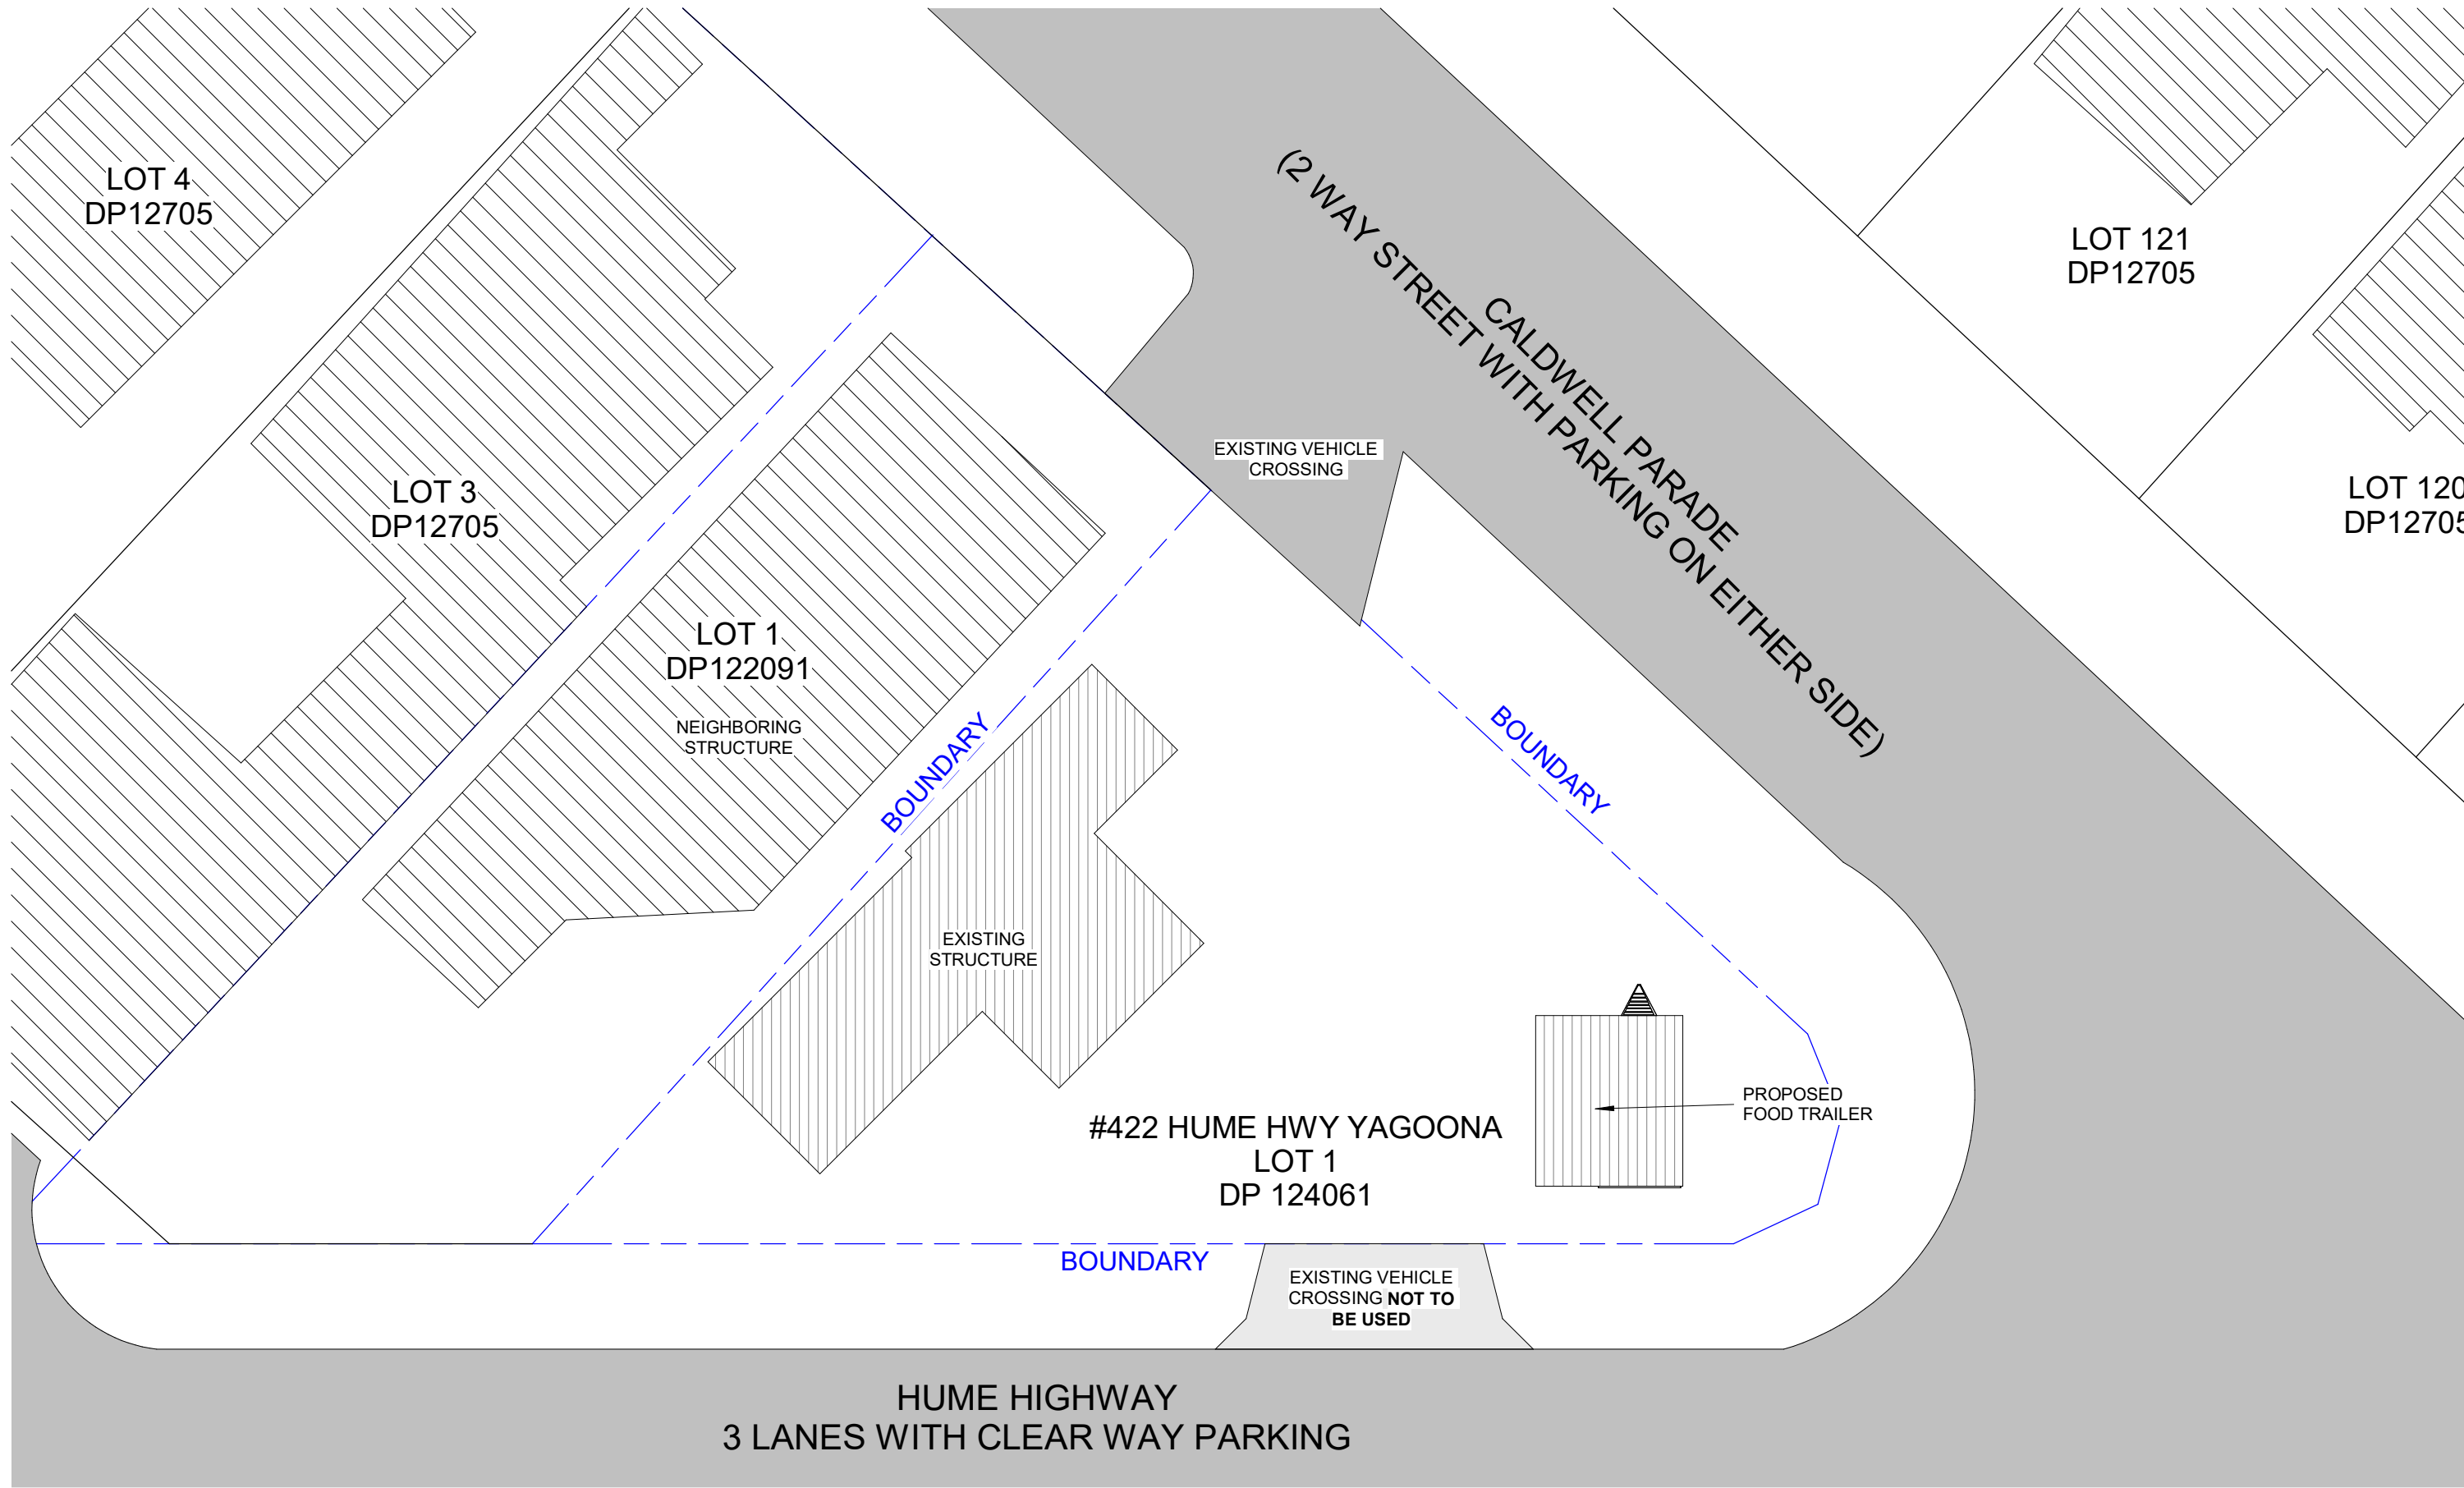 LOT 4
DP12705
(2 WAY STREET WITH PARKING ON EITHER SIDE)
CALDWELL PARADE
LOT 121
DP12705
EXISTING VEHICLE
CROSSING
LOT 3
DP12705
LOT 120
DP12705
LOT 1
DP122091
NEIGHBORING
STRUCTURE
BOUNDARY
BOUNDARY
EXISTING
STRUCTURE
#422 HUME HWY YAGOONA
LOT 1
DP 124061
PROPOSED
FOOD TRAILER
BOUNDARY
EXISTING VEHICLE
CROSSING NOT TO
BE USED
HUME HIGHWAY
3 LANES WITH CLEAR WAY PARKING